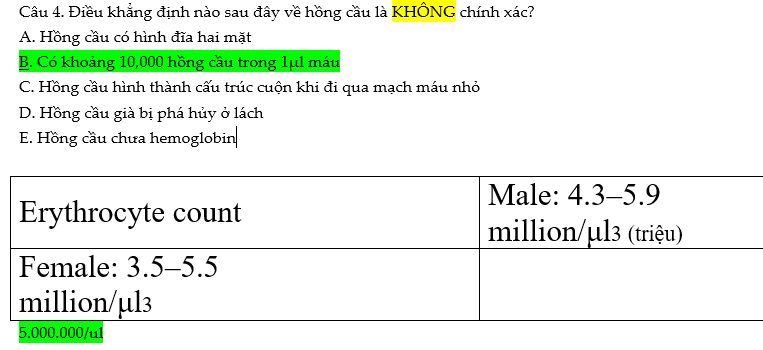 Câu 4. Điều khẳng định nào sau đây về hồng cầu là KHÔNG chính xác?
A. Hồng cầu có hình đĩa hai mặt
B. Có khoảng 10,000 hồng cầu trong 1µl máu
C. Hồng cầu hình thành cấu trúc cuộn khi đi qua mạch máu nhỏ
D. Hồng cầu già bị phá hủy ở lách
E. Hồng cầu chưa hemoglobin
Erythrocyte count
Male: 4.3–5.9
million/µl3 (triệu)
Female: 3.5–5.5
million/µl3
5.000.000/ul